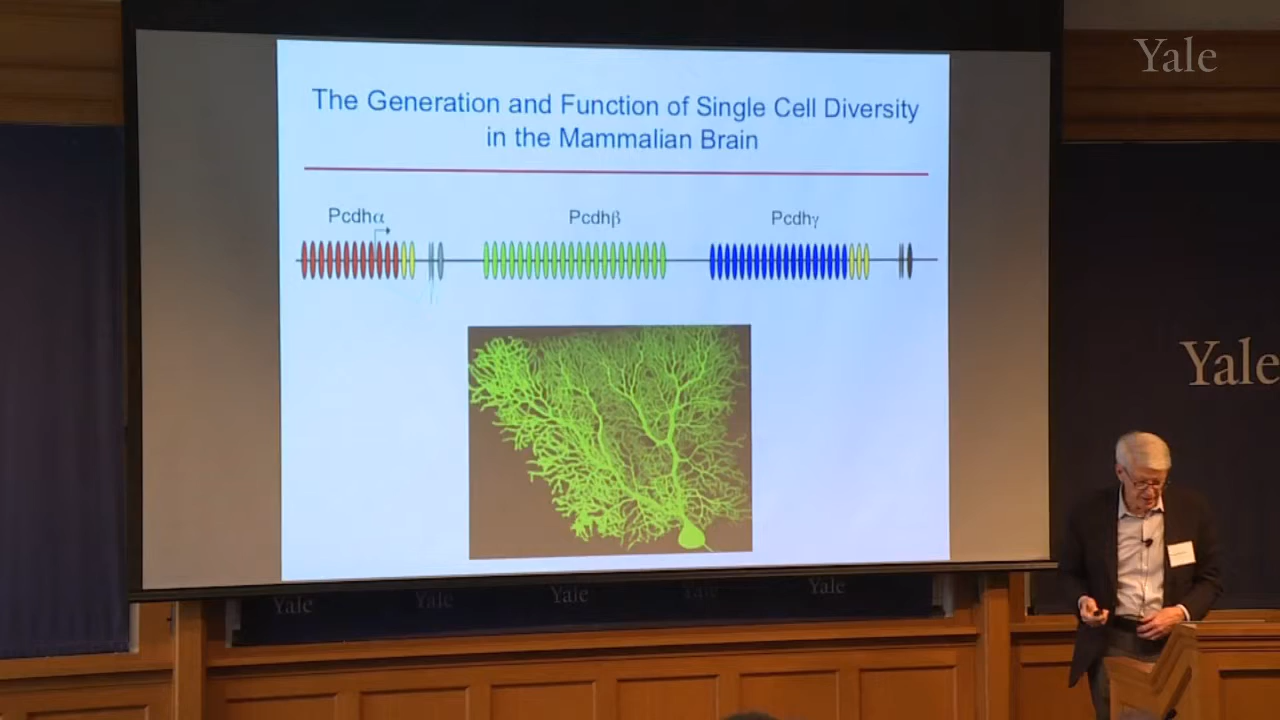 Yale
The Generation and Function of Single Cell Diversity
in the Mammalian Brain
Pcdhα
Pcdhβ
Pcdhγ
Yale
Yale
Yale
Yale
Yale
Yale